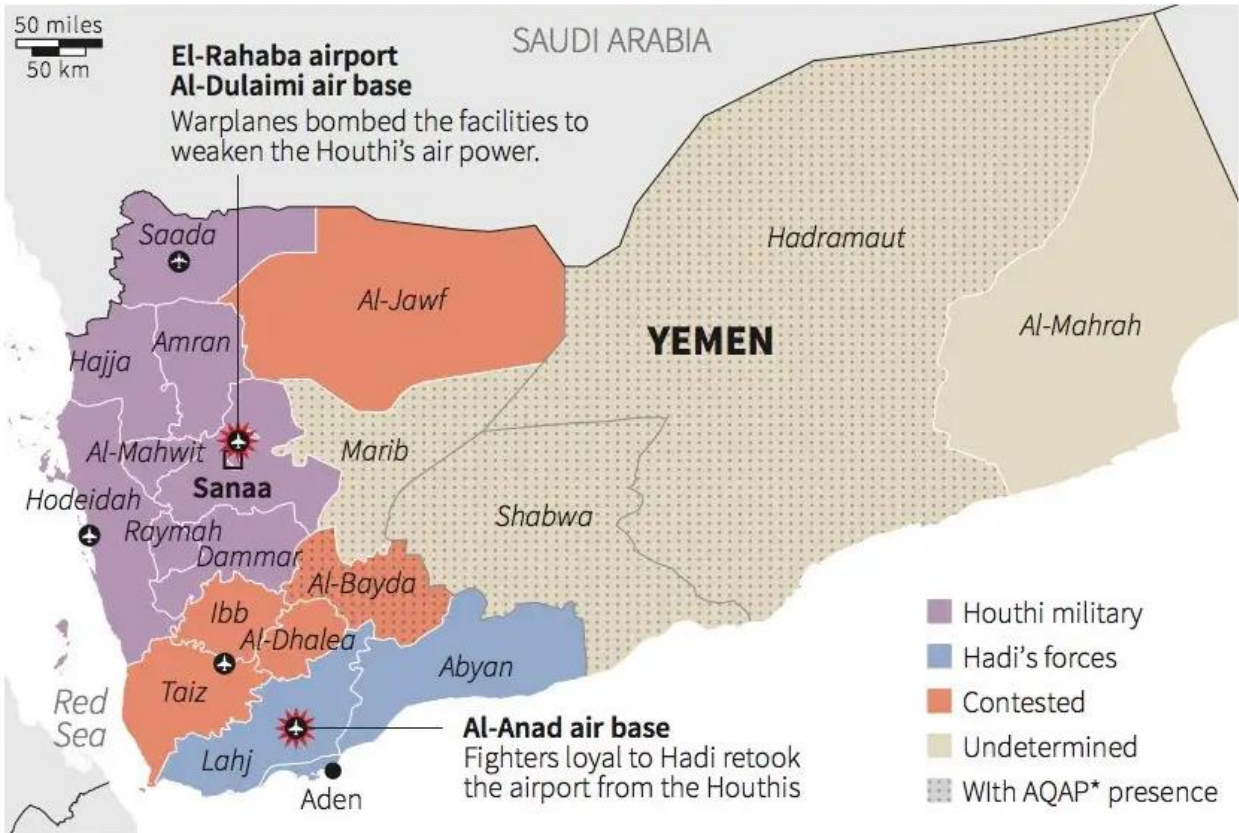 50 miles
50 km
SAUDI ARABIA
El-Rahaba airport
Al-Dulaimi air base
Warplanes bombed the facilities to
weaken the Houthi's air power.
Saada
Hadramaut
Al-Jawf
Al-Mahrah
YEMEN
Amran
Hajja
Al-Mahwit
Marib
Sanaa
Hodeidah
Shabwa
Raymah
Dammar
Al-Bayda
Ibb
Al-Dhalea
Abyan
Taiz
Red
Sea
Lahj
Aden
Al-Anad air base
Fighters loyal to Hadi retook
the airport from the Houthis
Houthi military
Hadi's forces
Contested
Undetermined
WIth AQAP* presence